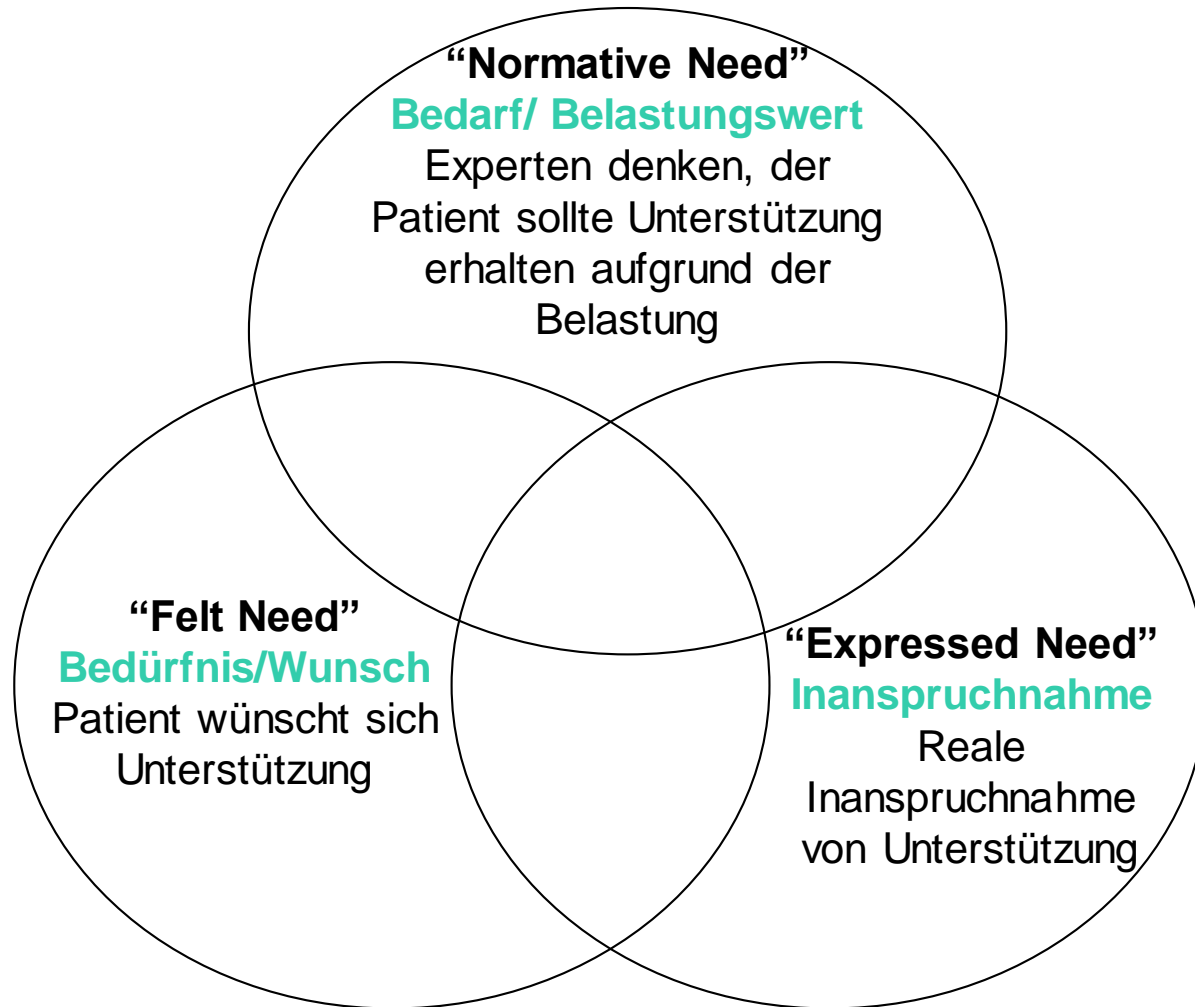 “Normative Need”
Bedarf/ Belastungswert
Experten denken, der
Patient sollte Unterstützung
erhalten aufgrund der
Belastung
“Felt Need”
Bedürfnis/Wunsch
Patient wünscht sich
Unterstützung
“Expressed Need”
Inanspruchnahme
Reale
Inanspruchnahme
von Unterstützung